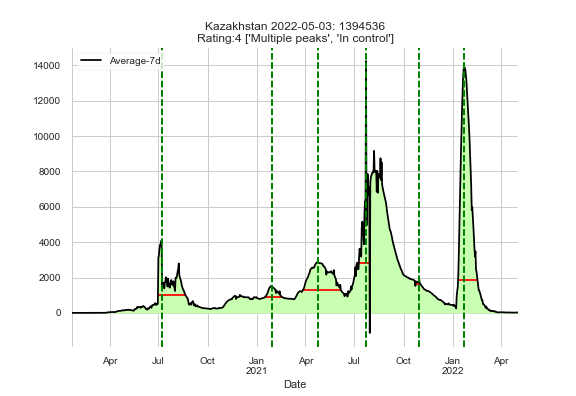 Kazakhstan 2022-05-03: 1394536
Rating:4 ['Multiple peaks', 'In control']
Average-7d
14000
12000
10000
8000
6000
4000
2000
0
Apr Jul Oct Jan Apr Jul Oct Jan Apr
2021 2022
Date